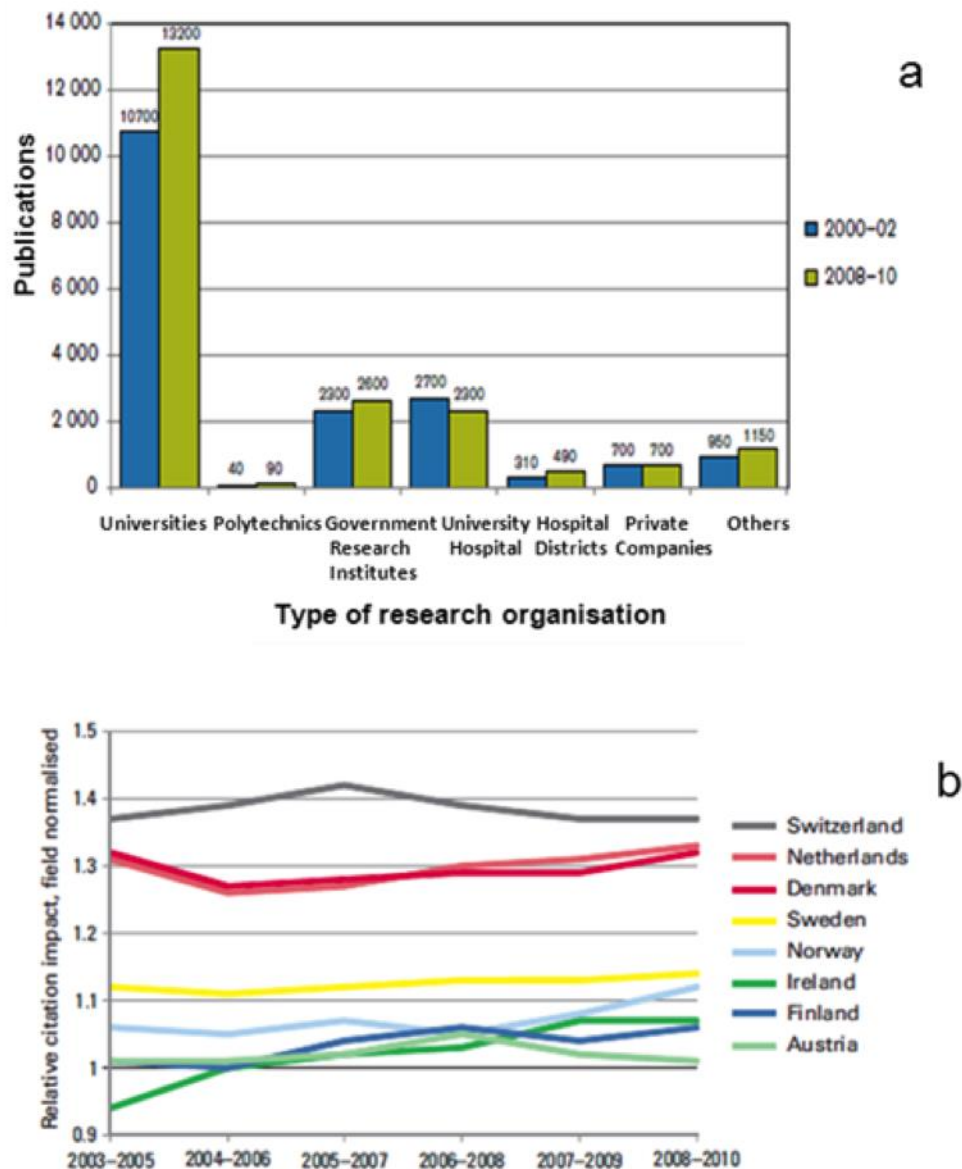 14 000
12 000
10 000
8 000
6 000
4 000
2 000
0
Publications
10700
13200
40
90
2300
2600
2700
2300
310
490
700
700
950
1150
a
2000–02
2008–10
Universities Polytechnics Government University Hospital Private Others
Research Hospital Districts Companies
Institutes
Type of research organisation
b
Relative citation impact, field normalised
1.5
1.4
1.3
1.2
1.1
1
0.9
Switzerland
Netherlands
Denmark
Sweden
Norway
Ireland
Finland
Austria
2003–2005 2004–2006 2005–2007 2006–2008 2007–2009 2008–2010